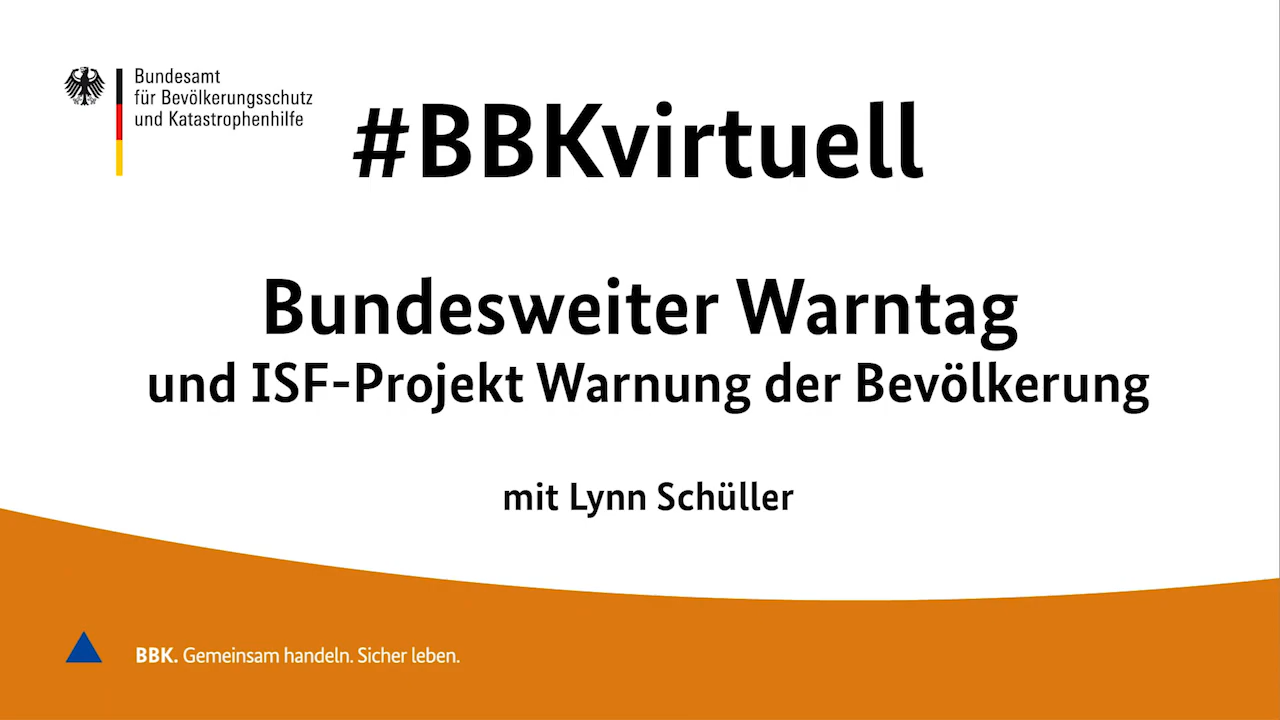 Bundesamt
für Bevölkerungsschutz
und Katastrophenhilfe
#BBKvirtuell
Bundesweiter Warntag
und ISF-Projekt Warnung der Bevölkerung
mit Lynn Schüller
BBK. Gemeinsam handeln. Sicher leben.